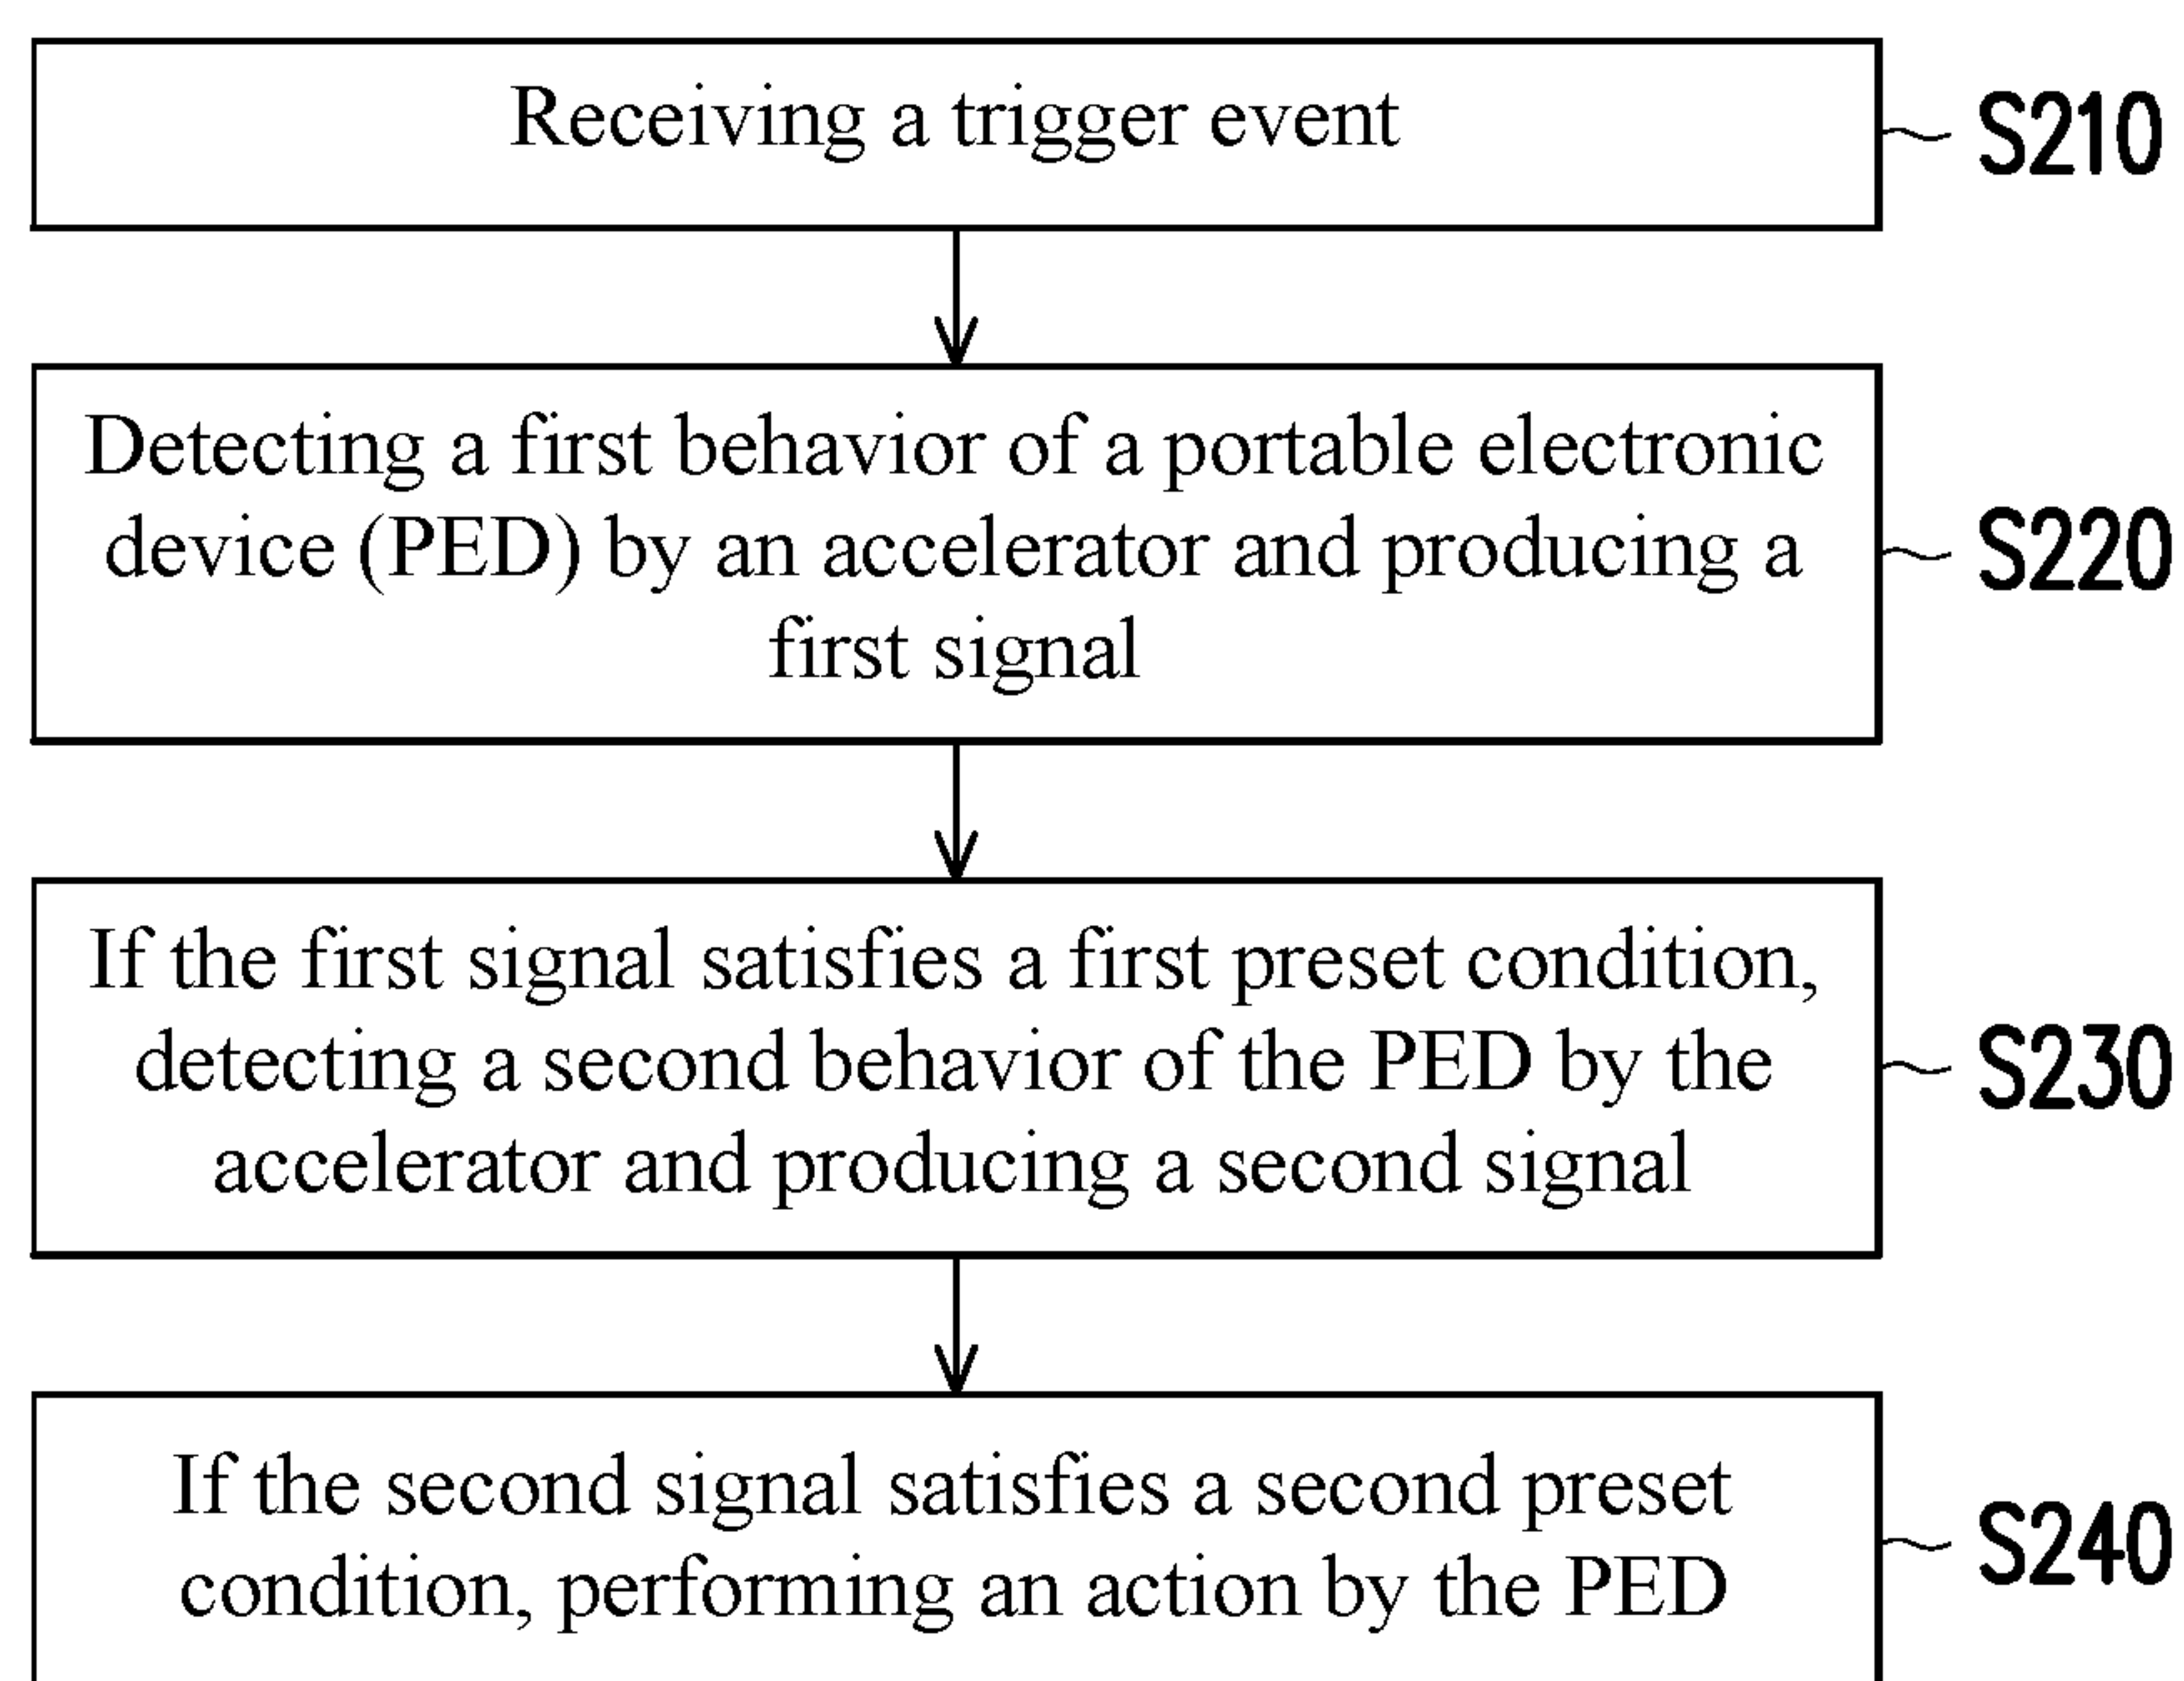 Receiving a trigger event
S210
Detecting a first behavior of a portable electronic
device (PED) by an accelerator and producing a
first signal
S220
If the first signal satisfies a first preset condition,
detecting a second behavior of the PED by the
accelerator and producing a second signal
S230
If the second signal satisfies a second preset
condition, performing an action by the PED
S240